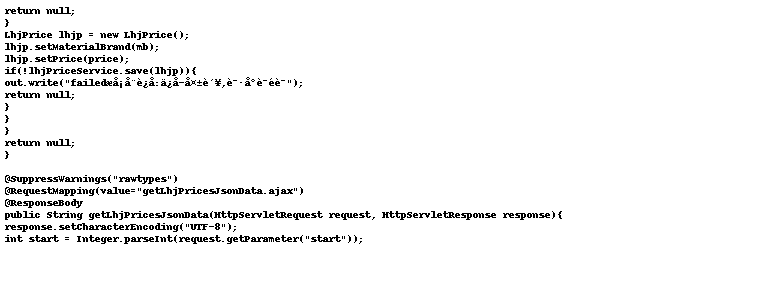 return null;
}
LhjPrice lhjp = new LhjPrice();
lhjp.setMaterialBrand(mb);
lhjp.setPrice(price);
if(!lhjPriceService.save(lhjp)){
out.write("failed
return null;
}
}
}
return null;
}
@SuppressWarnings("rawtypes")
@RequestMapping(value="getLhjPricesJsonData.ajax")
@ResponseBody
public String getLhjPricesJsonData(HttpServletRequest request, HttpServletResponse response){
response.setCharacterEncoding("UTF-8");
int start = Integer.parseInt(request.getParameter("start"));